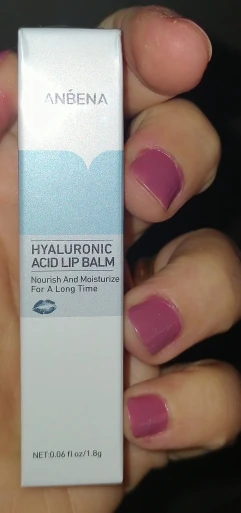 ANBENA
HYALURONIC
ACID LIP BALM
Nourish And Moisturize
For A Long Time
NET:0.06 fl oz/1.8g